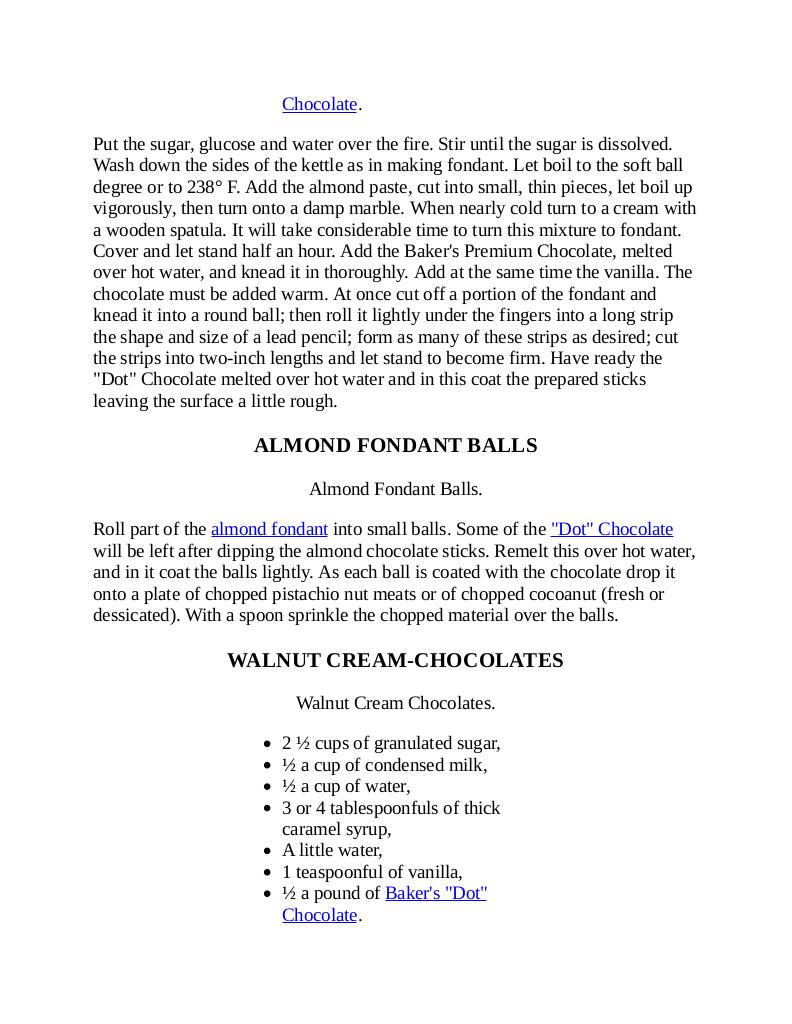 Chocolate.
Put the sugar, glucose and water over the fire. Stir until the sugar is dissolved.
Wash down the sides of the kettle as in making fondant. Let boil to the soft ball
degree or to 238° F. Add the almond paste, cut into small, thin pieces, let boil up
vigorously, then turn onto a damp marble. When nearly cold turn to a cream with
a wooden spatula. It will take considerable time to turn this mixture to fondant.
Cover and let stand half an hour. Add the Baker's Premium Chocolate, melted
over hot water, and knead it in thoroughly. Add at the same time the vanilla. The
chocolate must be added warm. At once cut off a portion of the fondant and
knead it into a round ball; then roll it lightly under the fingers into a long strip
the shape and size of a lead pencil; form as many of these strips as desired; cut
the strips into two-inch lengths and let stand to become firm. Have ready the
"Dot" Chocolate melted over hot water and in this coat the prepared sticks
leaving the surface a little rough.
ALMOND FONDANT BALLS
Almond Fondant Balls.
Roll part of the almond fondant into small balls. Some of the "Dot" Chocolate
will be left after dipping the almond chocolate sticks. Remelt this over hot water,
and in it coat the balls lightly. As each ball is coated with the chocolate drop it
onto a plate of chopped pistachio nut meats or of chopped cocoanut (fresh or
dessicated). With a spoon sprinkle the chopped material over the balls.
WALNUT CREAM-CHOCOLATES
Walnut Cream Chocolates.
• 2 ½ cups of granulated sugar,
• ½ a cup of condensed milk,
• ½ a cup of water,
• 3 or 4 tablespoonfuls of thick
caramel syrup,
• A little water,
• 1 teaspoonful of vanilla,
• ½ a pound of Baker's "Dot"
Chocolate.